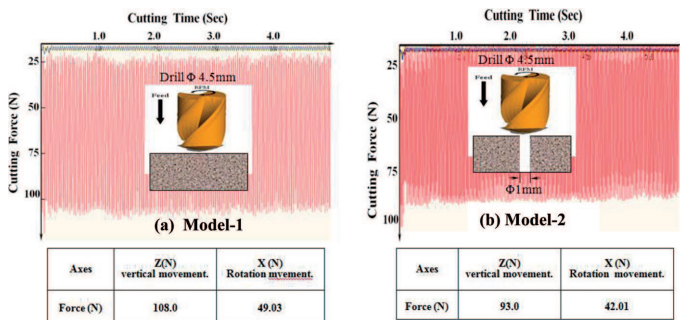 Cutting Time (Sec)
1.0 2.0 3.0 4.0
25
50
75
100
Cutting Force (N)
Drill Φ 4.5mm
R.P.M
Feed
(a) Model-1
Axes Z(N) vertical movement. X (N) Rotation mvement.
Force (N) 108.0 49.03
Cutting Time (Sec)
1.0 2.0 3.0 4.0
25
50
75
100
Cutting Force (N)
Drill Φ 4.5mm
Feed
Φ1mm
(b) Model-2
Axes Z(N) vertical movement. X (N) Rotation movement.
Force (N) 93.0 42.01